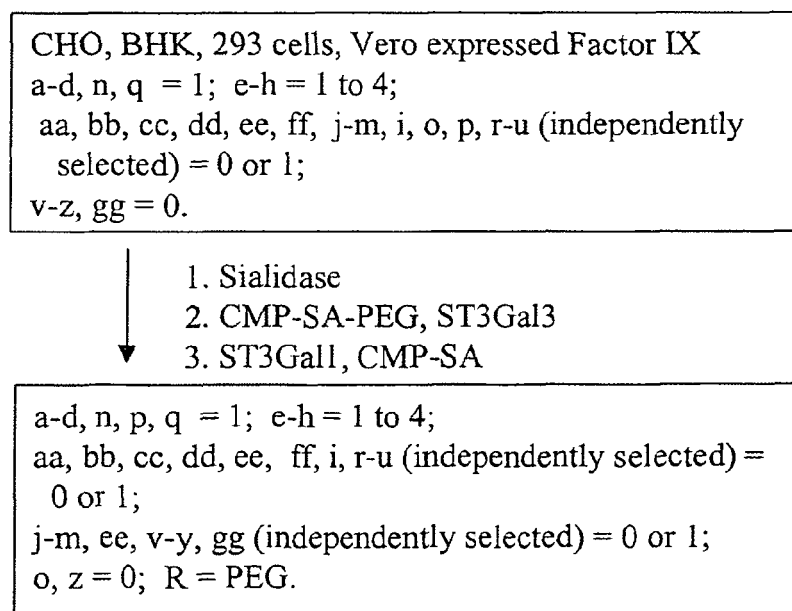 CHO, BHK, 293 cells, Vero expressed Factor IX
a-d, n, q = 1; e-h = 1 to 4;
aa, bb, cc, dd, ee, ff, j-m, i, o, p, r-u (independently
selected) = 0 or 1;
v-z, gg = 0.
1. Sialidase
2. CMP-SA-PEG, ST3Gal3
3. ST3Gal1, CMP-SA
a-d, n, p, q = 1; e-h = 1 to 4;
aa, bb, cc, dd, ee, ff, i, r-u (independently selected) =
0 or 1;
j-m, ee, v-y, gg (independently selected) = 0 or 1;
o, z = 0; R = PEG.